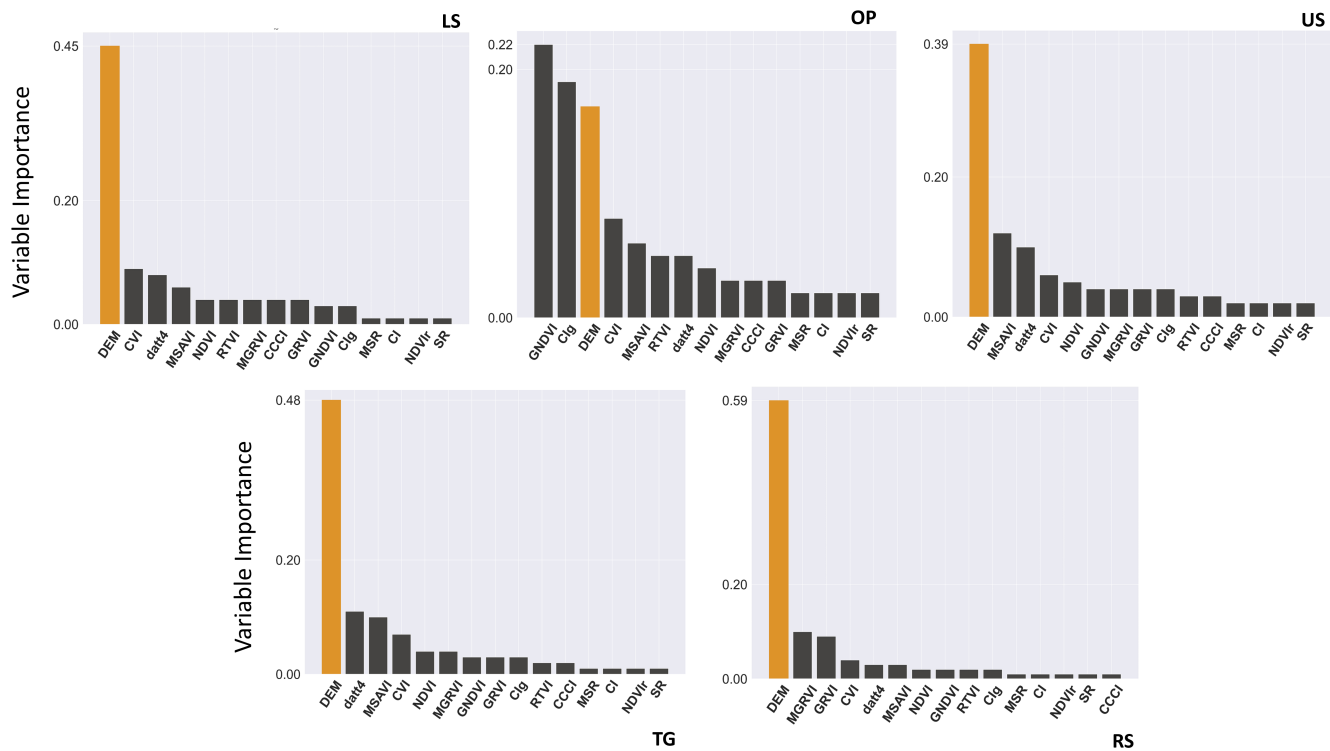 LS
OP
US
Variable Importance
0.45
0.20
0.00
DEM CVI datt4 MSAVI NDVI RTVI MGRVI CCCI GRVI GNDVI CIg MSR CI NDVIr SR
0.22
0.20
0.00
GNDVI CIg DEM CVI MSAVI RTVI datt4 NDVI MGRVI CCCI GRVI MSR CI NDVIr SR
0.39
0.20
0.00
DEM MSAVI datt4 CVI NDVI GNDVI MGRVI GRVI CIg RTVI CCCI MSR CI NDVIr SR
Variable Importance
0.48
0.20
0.00
DEM datt4 MSAVI CVI NDVI MGRVI GNDVI GRVI CIg RTVI CCCI MSR CI NDVIr SR
TG
0.59
0.20
0.00
DEM MGRVI GRVI CVI datt4 MSAVI NDVI GNDVI RTVI CIg MSR CI NDVIr SR CCCI
RS